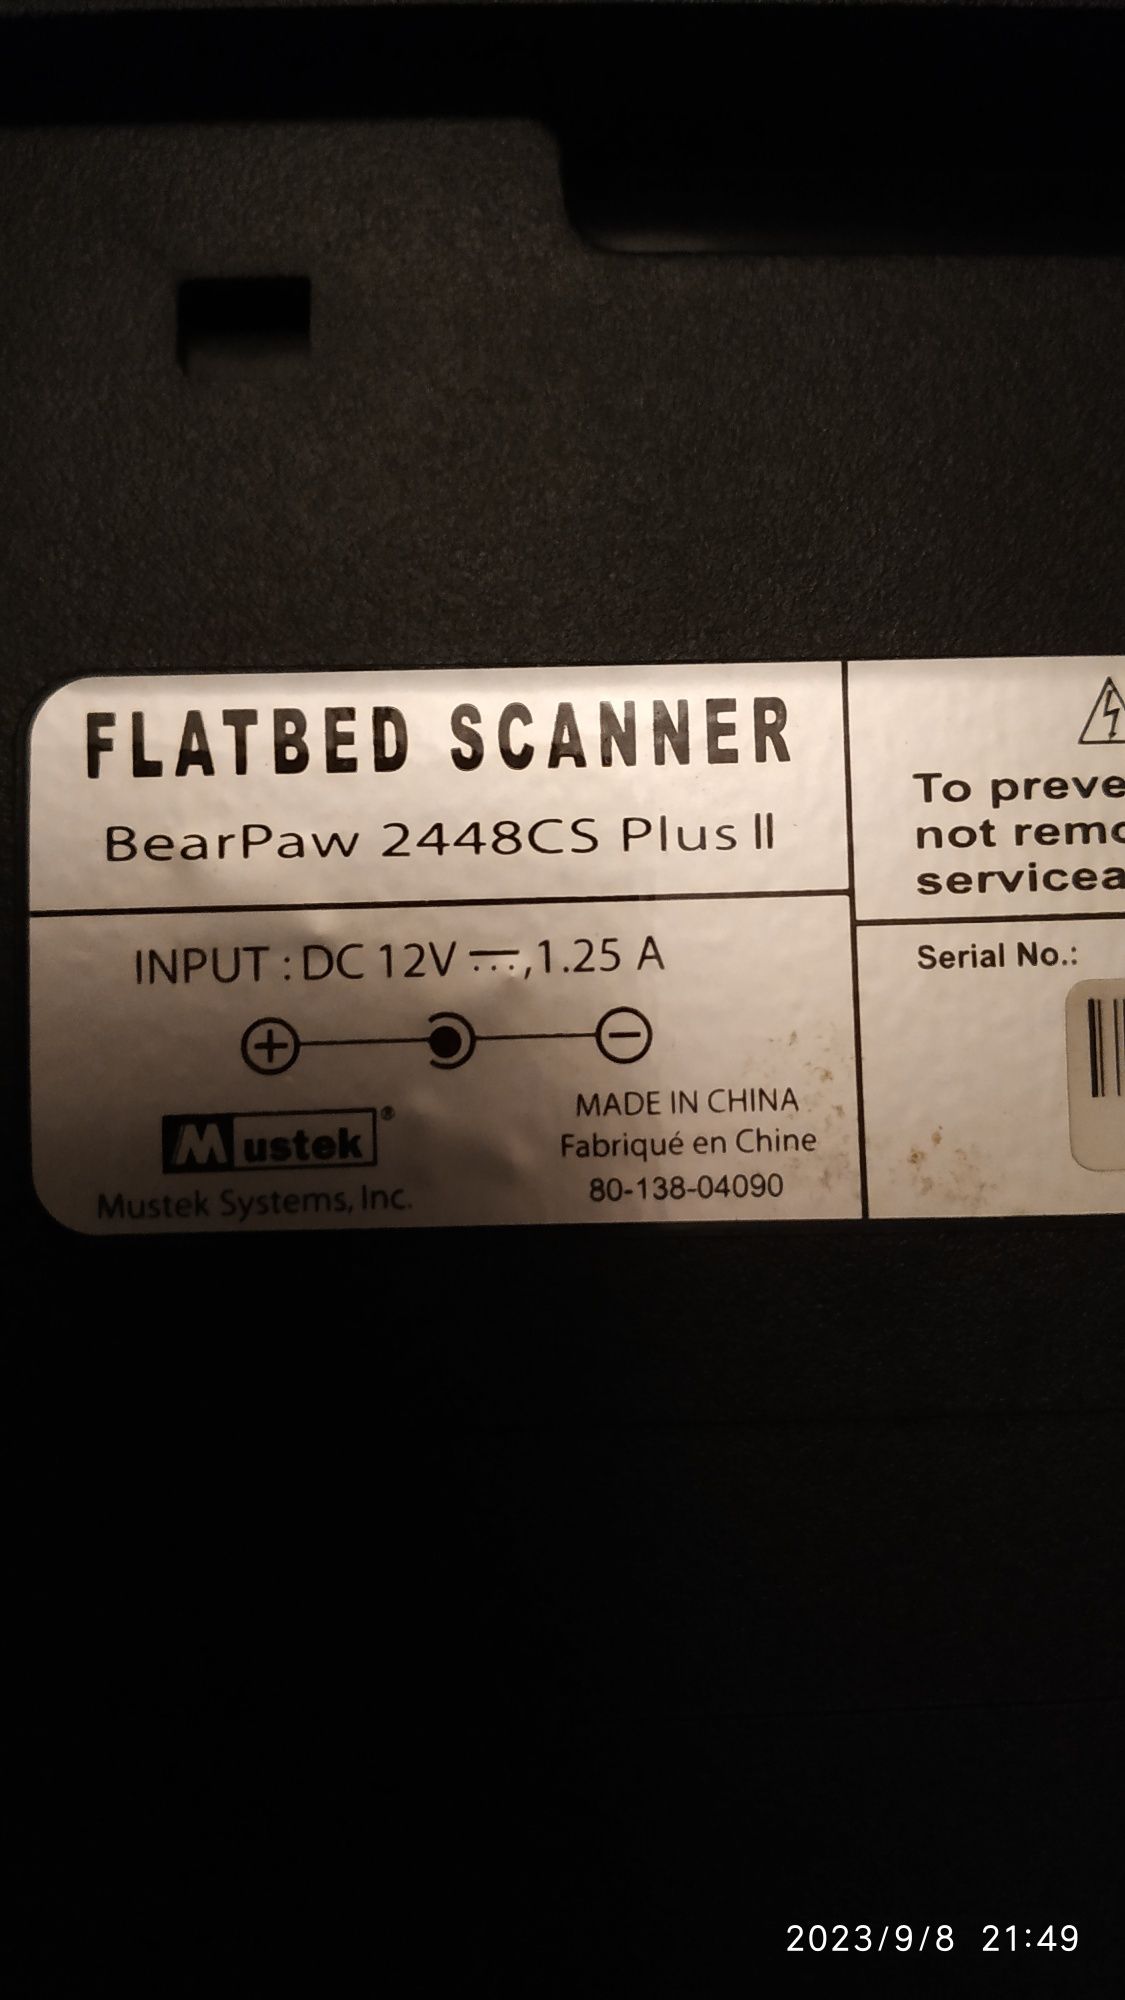 FLATBED SCANNER
BearPaw 2448CS Plus II
INPUT : DC 12V ⎓, 1.25 A
Mustek®
Mustek Systems, Inc.
MADE IN CHINA
Fabriqué en Chine
80-138-04090
To preve
not remo
servicea
Serial No.:
2023/9/8 21:49